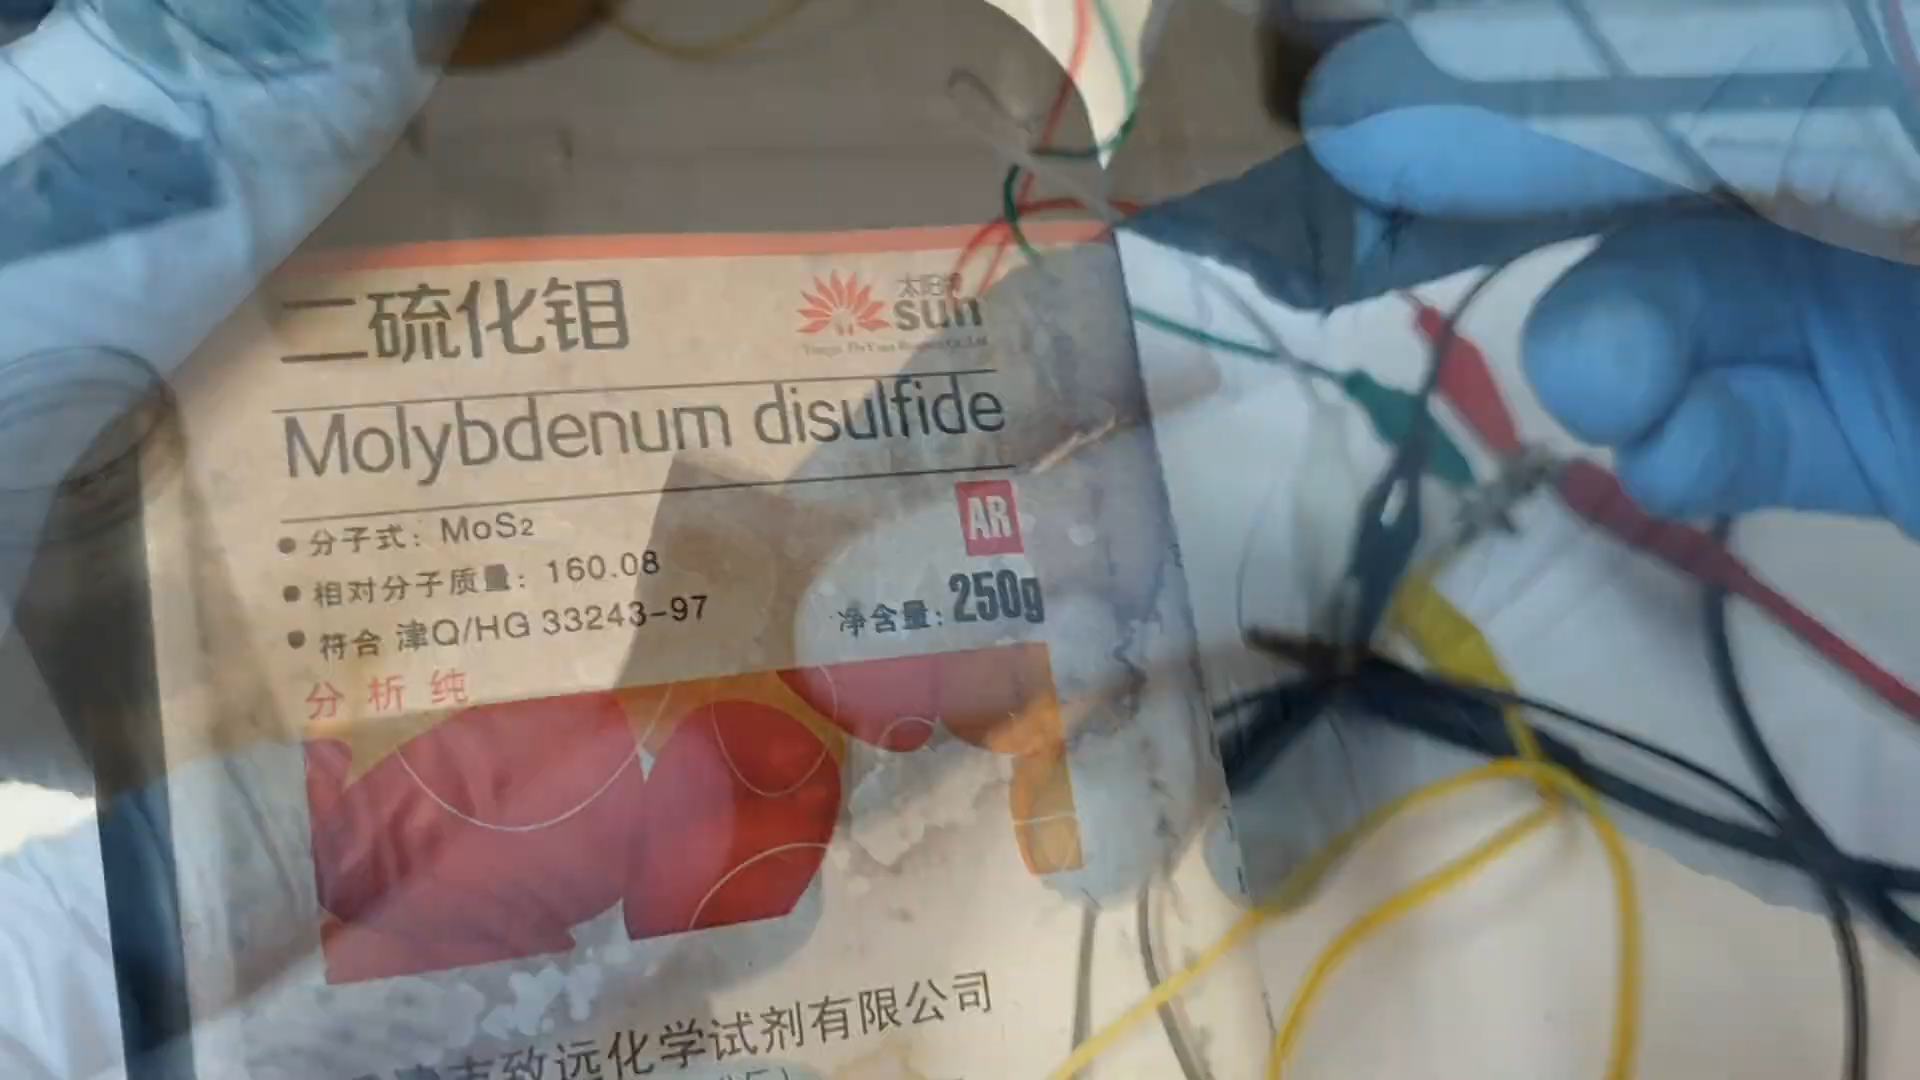 二硫化钼
太阳 sun
Molybdenum disulfide
分子式：MoS2
AR
相对分子质量：160.08
净含量：250g
符合 津Q/HG 33243-97
分析纯
致远化学试剂有限公司